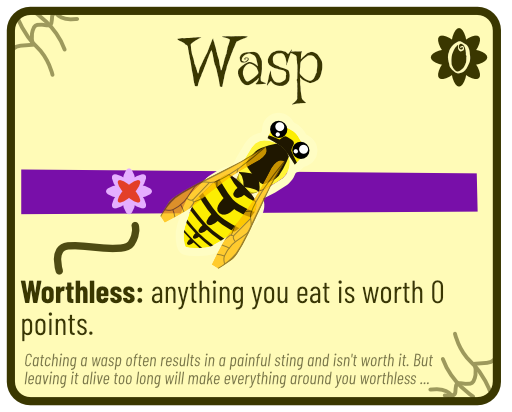 Wasp
0
Worthless: anything you eat is worth 0
points.
Catching a wasp often results in a painful sting and isn't worth it. But
leaving it alive too long will make everything around you worthless ...